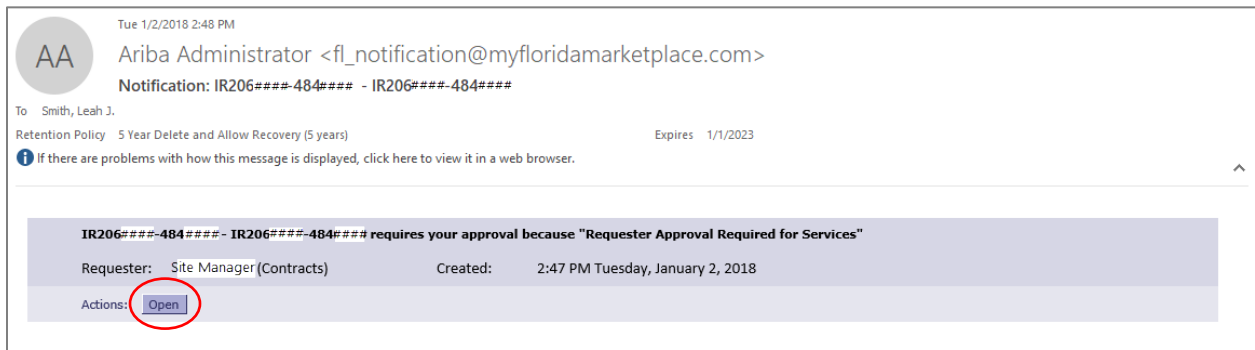 Tue 1/2/2018 2:48 PM
AA
Ariba Administrator <fl_notification@myfloridamarketplace.com>
Notification: IR206####-484#### - IR206####-484####
To Smith, Leah J.
Retention Policy 5 Year Delete and Allow Recovery (5 years) Expires 1/1/2023
If there are problems with how this message is displayed, click here to view it in a web browser.
IR206####-484#### - IR206####-484#### requires your approval because "Requester Approval Required for Services"
Requester: Site Manager (Contracts) Created: 2:47 PM Tuesday, January 2, 2018
Actions: Open